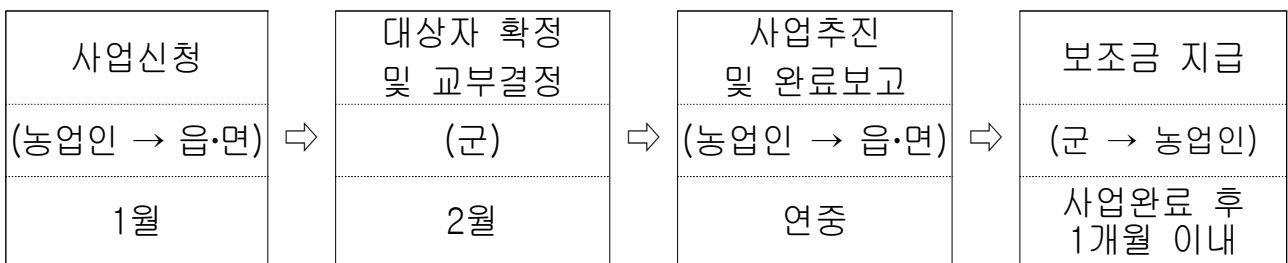 사업신청
(농업인 → 읍·면)
1월
⇨
대상자 확정
및 교부결정
(군)
2월
⇨
사업추진
및 완료보고
(농업인 → 읍·면)
연중
⇨
보조금 지급
(군 → 농업인)
사업완료 후
1개월 이내